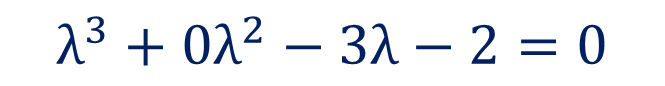 λ³ + 0λ² − 3λ − 2 = 0